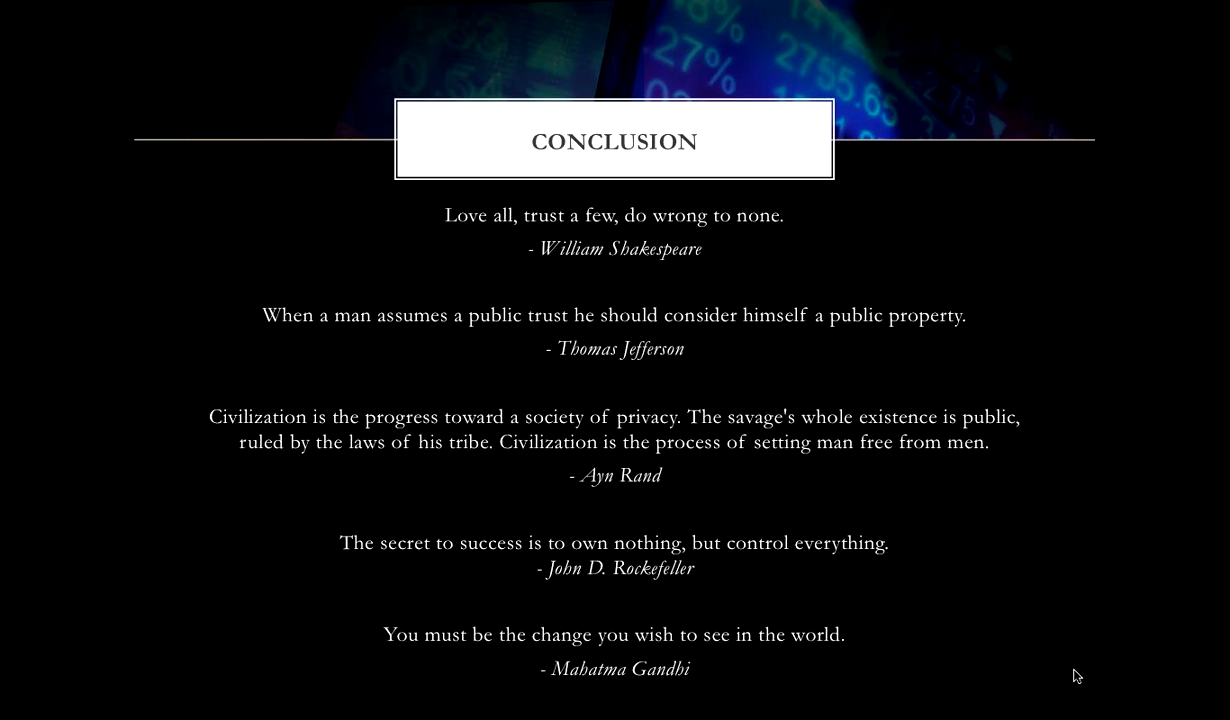 8%
27%
2755.65
2.75
CONCLUSION
Love all, trust a few, do wrong to none.
- William Shakespeare
When a man assumes a public trust he should consider himself a public property.
- Thomas Jefferson
Civilization is the progress toward a society of privacy. The savage's whole existence is public,
ruled by the laws of his tribe. Civilization is the process of setting man free from men.
- Ayn Rand
The secret to success is to own nothing, but control everything.
- John D. Rockefeller
You must be the change you wish to see in the world.
- Mahatma Gandhi